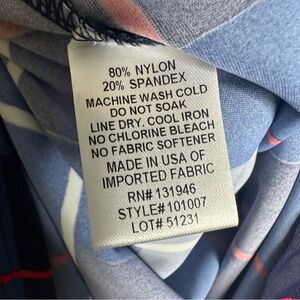 80% NYLON
20% SPANDEX
MACHINE WASH COLD
DO NOT SOAK
LINE DRY. COOL IRON
NO CHLORINE BLEACH
NO FABRIC SOFTENER
MADE IN USA OF
IMPORTED FABRIC
RN# 131946
STYLE#101007
LOT# 51231